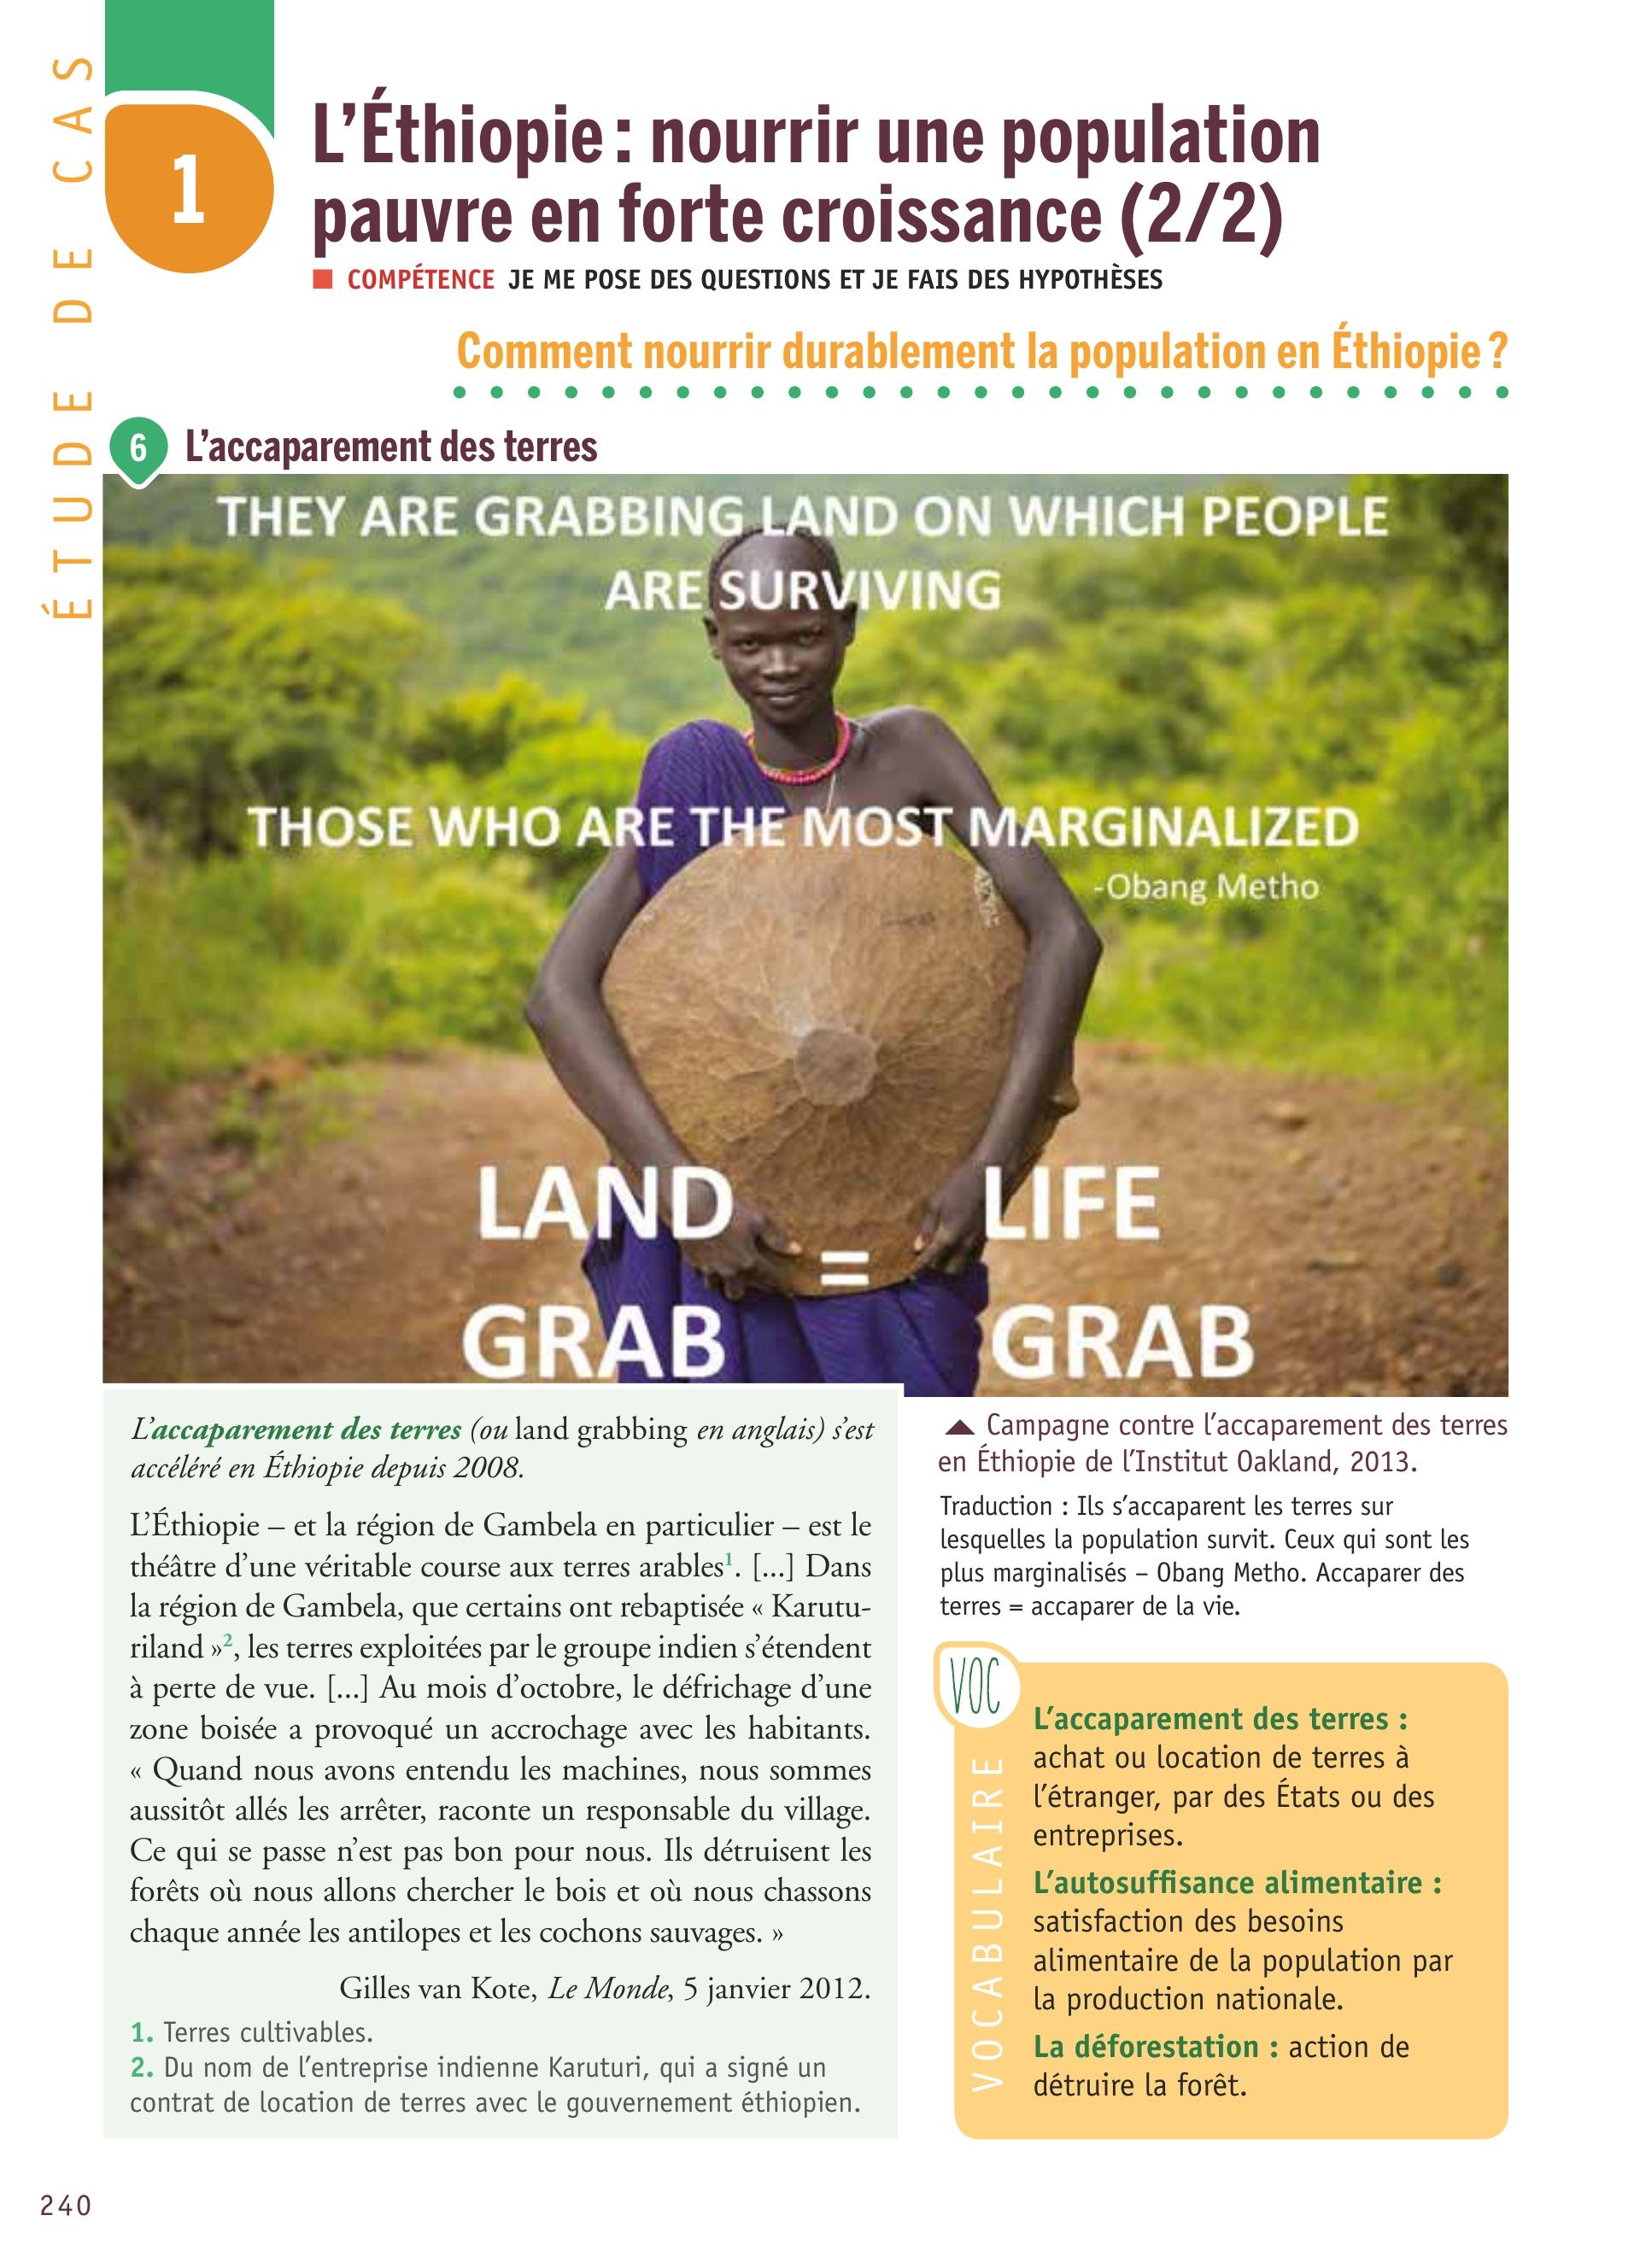 ÉTUDE DE CAS
1
L'Éthiopie : nourrir une population
pauvre en forte croissance (2/2)
COMPÉTENCE JE ME POSE DES QUESTIONS ET JE FAIS DES HYPOTHÈSES
Comment nourrir durablement la population en Éthiopie ?
6 L'accaparement des terres
THEY ARE GRABBING LAND ON WHICH PEOPLE
ARE SURVIVING
THOSE WHO ARE THE MOST MARGINALIZED
-Obang Metho
LAND = LIFE
GRAB GRAB
L'accaparement des terres (ou land grabbing en anglais) s'est
accéléré en Éthiopie depuis 2008.
L'Éthiopie – et la région de Gambela en particulier – est le
théâtre d'une véritable course aux terres arables1. [...] Dans
la région de Gambela, que certains ont rebaptisée « Karutu-
riland »2, les terres exploitées par le groupe indien s'étendent
à perte de vue. [...] Au mois d'octobre, le défrichage d'une
zone boisée a provoqué un accrochage avec les habitants.
« Quand nous avons entendu les machines, nous sommes
aussitôt allés les arrêter, raconte un responsable du village.
Ce qui se passe n'est pas bon pour nous. Ils détruisent les
forêts où nous allons chercher le bois et où nous chassons
chaque année les antilopes et les cochons sauvages. »
Gilles van Kote, Le Monde, 5 janvier 2012.
1. Terres cultivables.
2. Du nom de l'entreprise indienne Karuturi, qui a signé un
contrat de location de terres avec le gouvernement éthiopien.
Campagne contre l'accaparement des terres
en Éthiopie de l'Institut Oakland, 2013.
Traduction : Ils s'accaparent les terres sur
lesquelles la population survit. Ceux qui sont les
plus marginalisés – Obang Metho. Accaparer des
terres = accaparer de la vie.
VOC
VOCABULAIRE
L'accaparement des terres :
achat ou location de terres à
l'étranger, par des États ou des
entreprises.
L'autosuffisance alimentaire :
satisfaction des besoins
alimentaire de la population par
la production nationale.
La déforestation : action de
détruire la forêt.
240